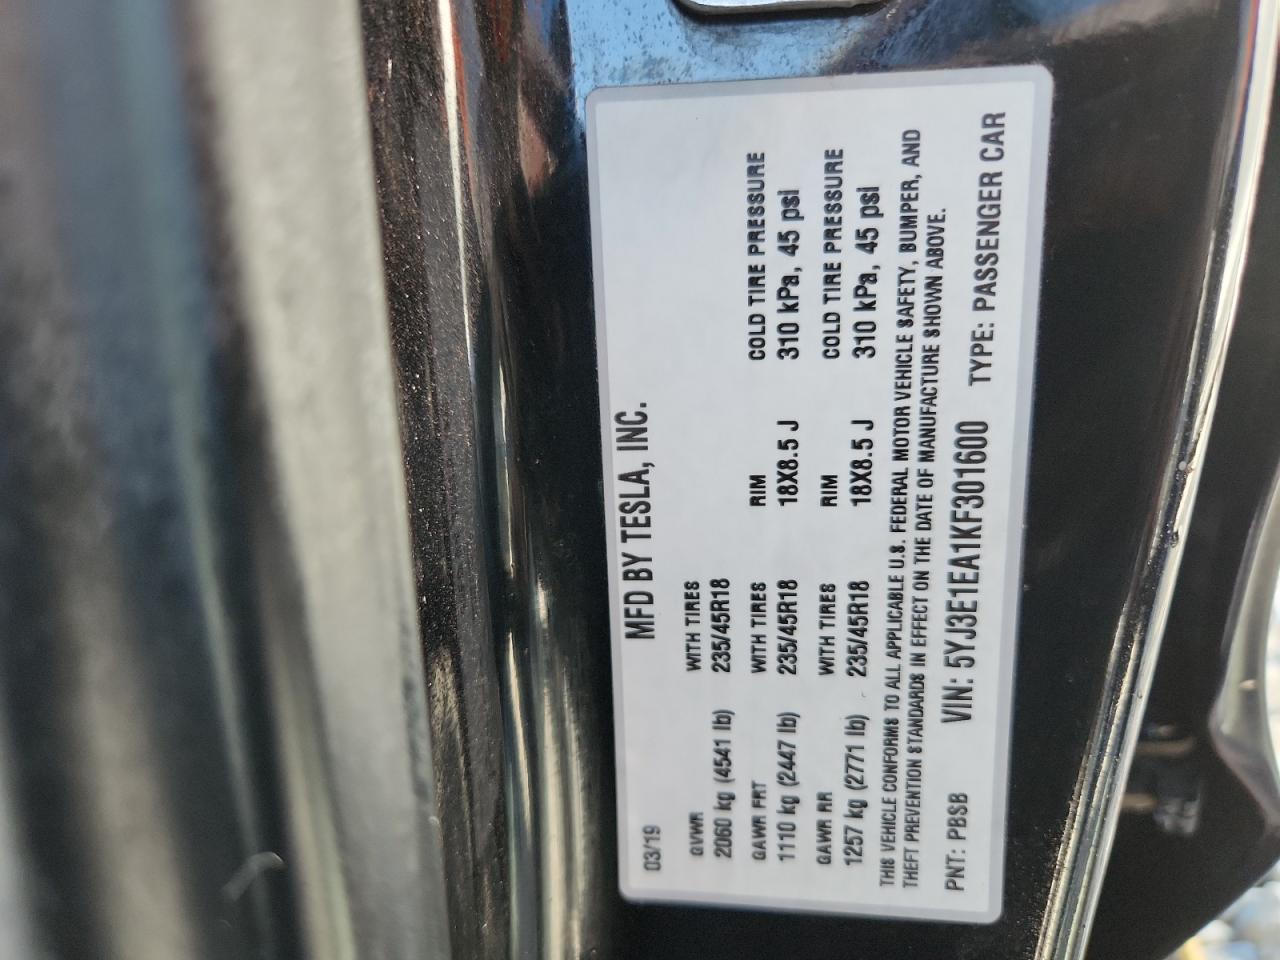 MFD BY TESLA, INC.
03/19
GVWR WITH TIRES
2060 kg (4541 lb) 235/45R18
GAWR FRT WITH TIRES RIM COLD TIRE PRESSURE
1110 kg (2447 lb) 235/45R18 18X8.5 J 310 kPa, 45 psi
GAWR RR WITH TIRES RIM COLD TIRE PRESSURE
1257 kg (2771 lb) 235/45R18 18X8.5 J 310 kPa, 45 psi
THIS VEHICLE CONFORMS TO ALL APPLICABLE U.S. FEDERAL MOTOR VEHICLE SAFETY, BUMPER, AND
THEFT PREVENTION STANDARDS IN EFFECT ON THE DATE OF MANUFACTURE SHOWN ABOVE.
PNT: PBSB VIN: 5YJ3E1EA1KF301600 TYPE: PASSENGER CAR